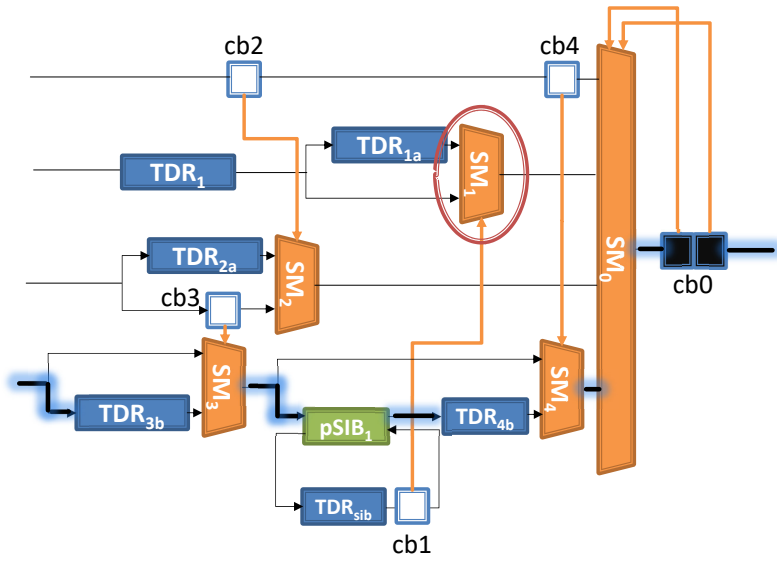 cb2
cb4
TDR1
TDR1a
SM1
SM0
TDR2a
SM2
cb0
cb3
TDR3b
SM3
pSIB1
TDR4b
SM4
TDRsib
cb1